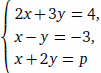 2x+3y = 4,
x−y = −3,
x+2y = p